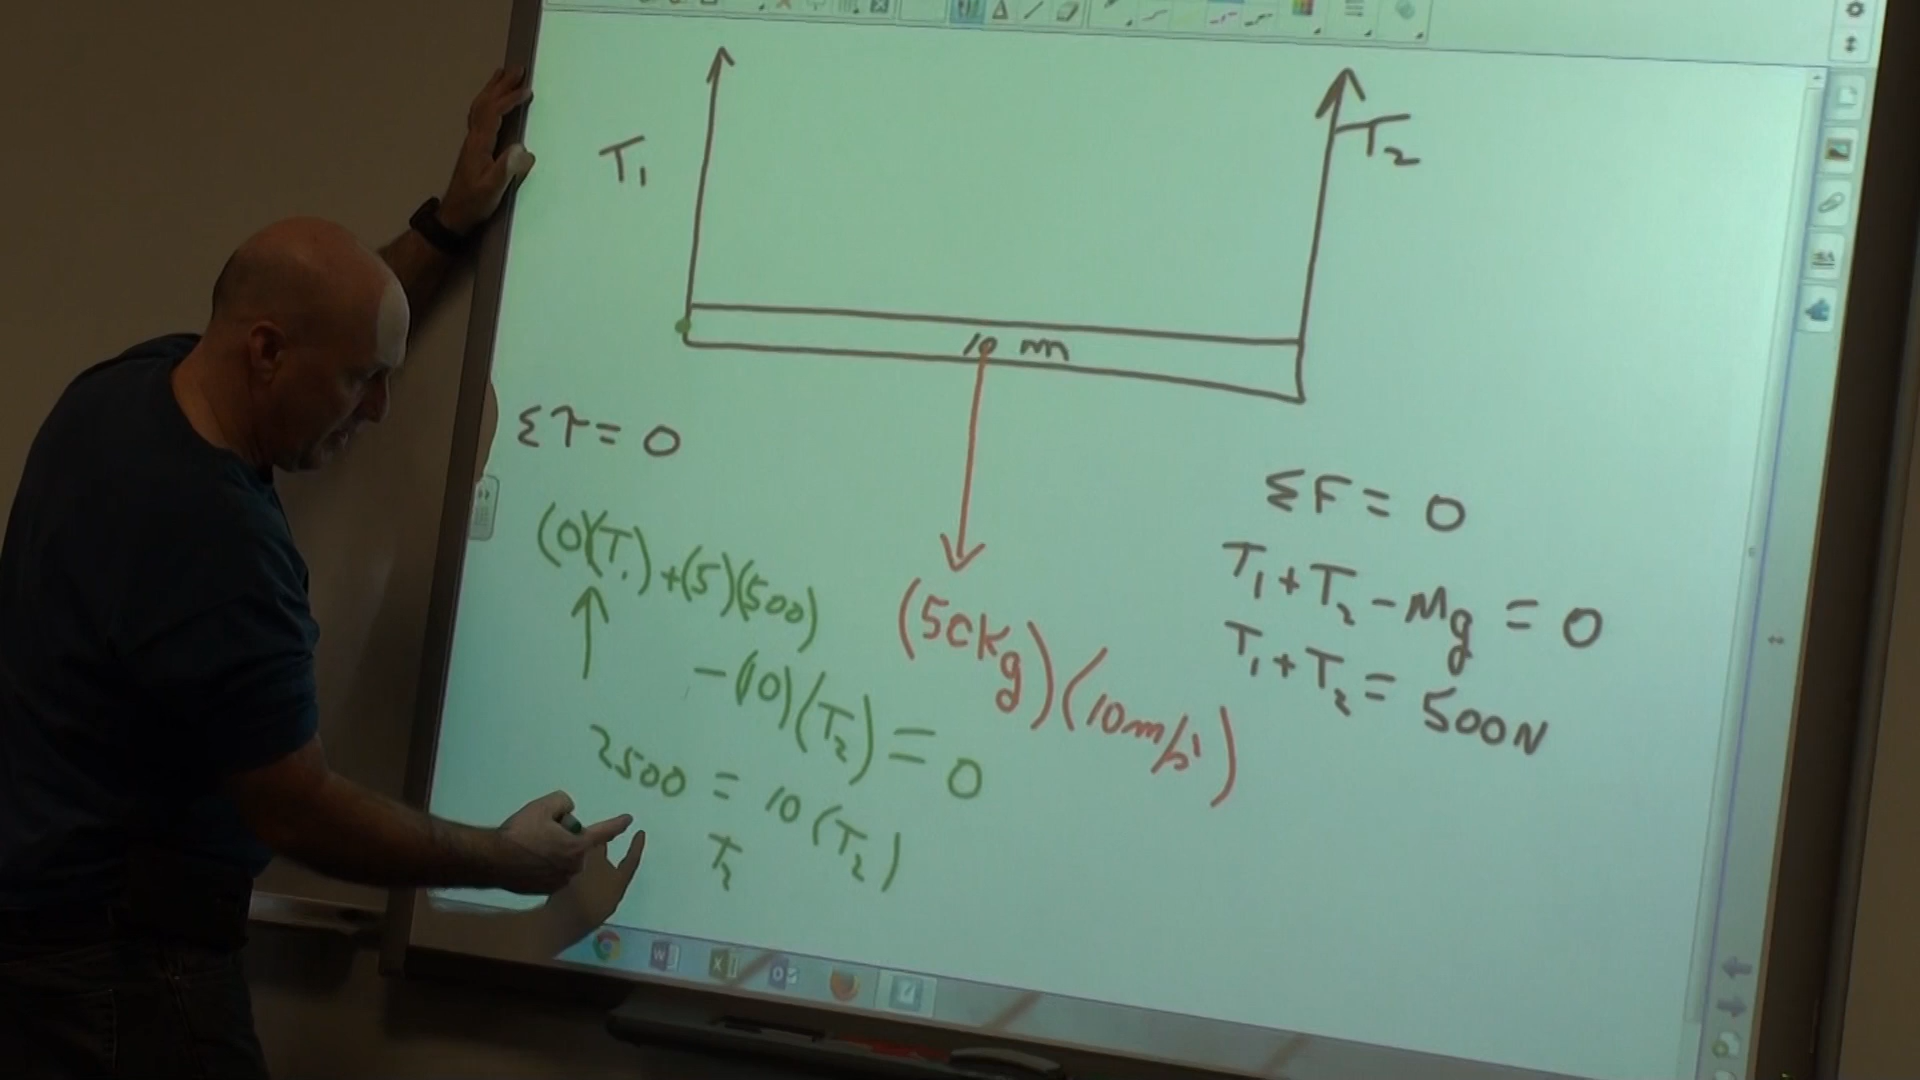 T₁
T₂
10 m
Στ = 0
(0)(T₁)+(5)(500)
-(10)(T₂) = 0
2500 = 10(T₂)
T₂
(50kg)(10m/s²)
ΣF = 0
T₁+T₂-Mg = 0
T₁+T₂ = 500N